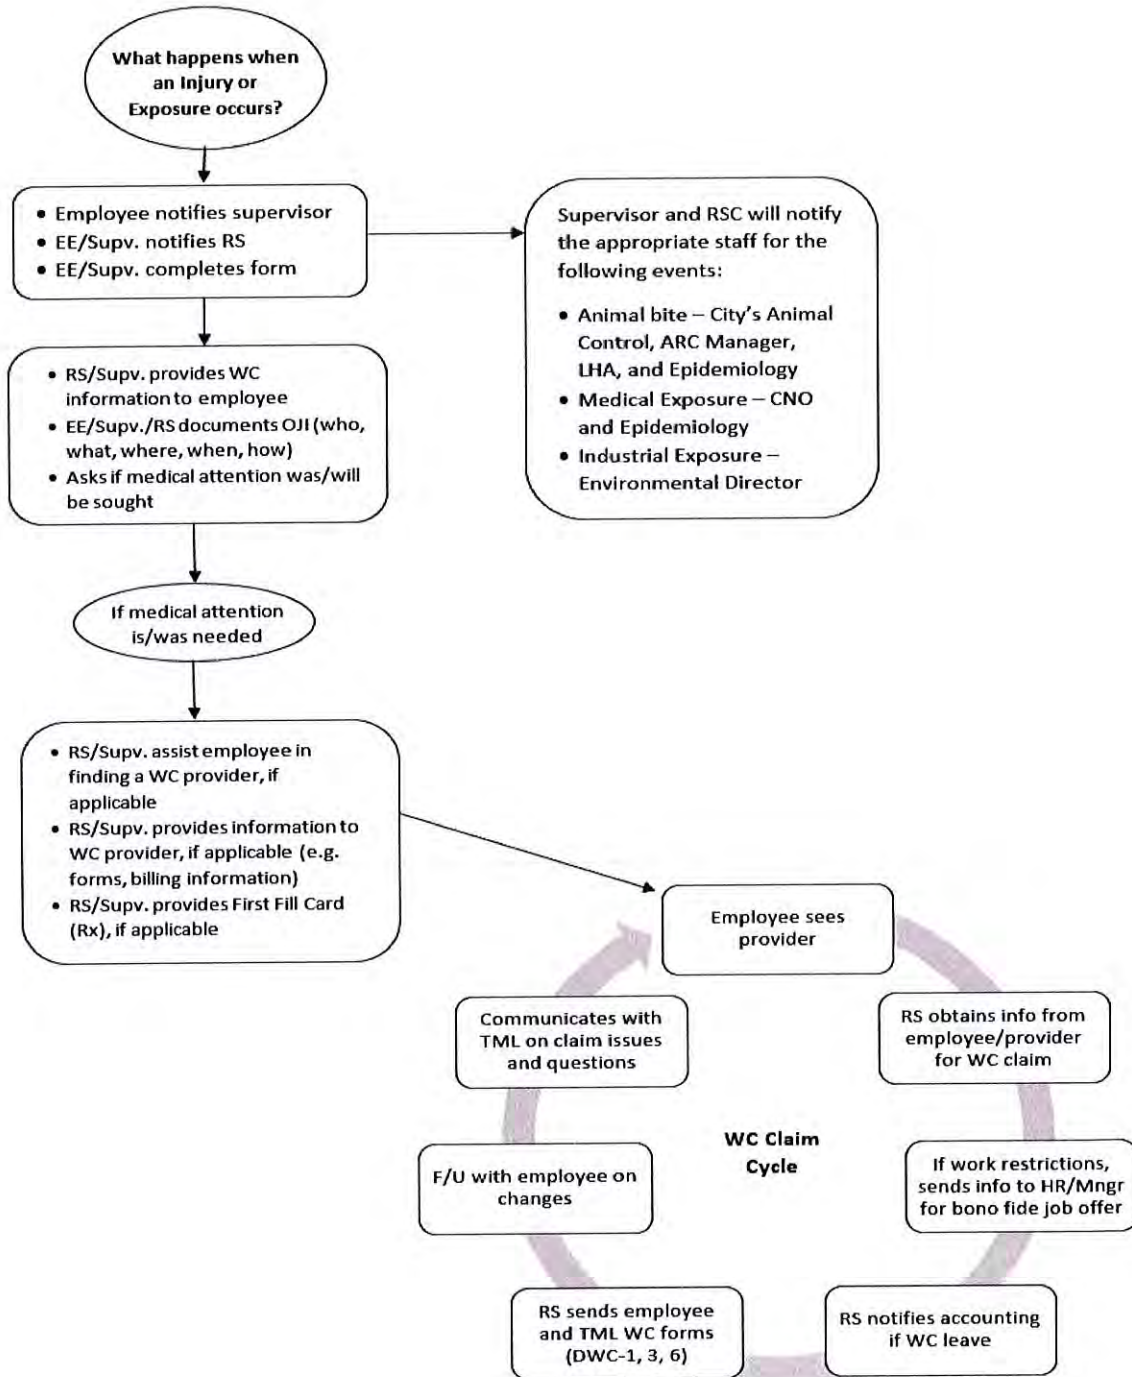 What happens when
an Injury or
Exposure occurs?
• Employee notifies supervisor
• EE/Supv. notifies RS
• EE/Supv. completes form
Supervisor and RSC will notify
the appropriate staff for the
following events:
• Animal bite – City's Animal
Control, ARC Manager,
LHA, and Epidemiology
• Medical Exposure – CNO
and Epidemiology
• Industrial Exposure –
Environmental Director
• RS/Supv. provides WC
information to employee
• EE/Supv./RS documents OJI (who,
what, where, when, how)
• Asks if medical attention was/will
be sought
If medical attention
is/was needed
• RS/Supv. assist employee in
finding a WC provider, if
applicable
• RS/Supv. provides information to
WC provider, if applicable (e.g.
forms, billing information)
• RS/Supv. provides First Fill Card
(Rx), if applicable
Employee sees
provider
RS obtains info from
employee/provider
for WC claim
If work restrictions,
sends info to HR/Mngr
for bono fide job offer
RS notifies accounting
if WC leave
RS sends employee
and TML WC forms
(DWC-1, 3, 6)
F/U with employee on
changes
Communicates with
TML on claim issues
and questions
WC Claim
Cycle